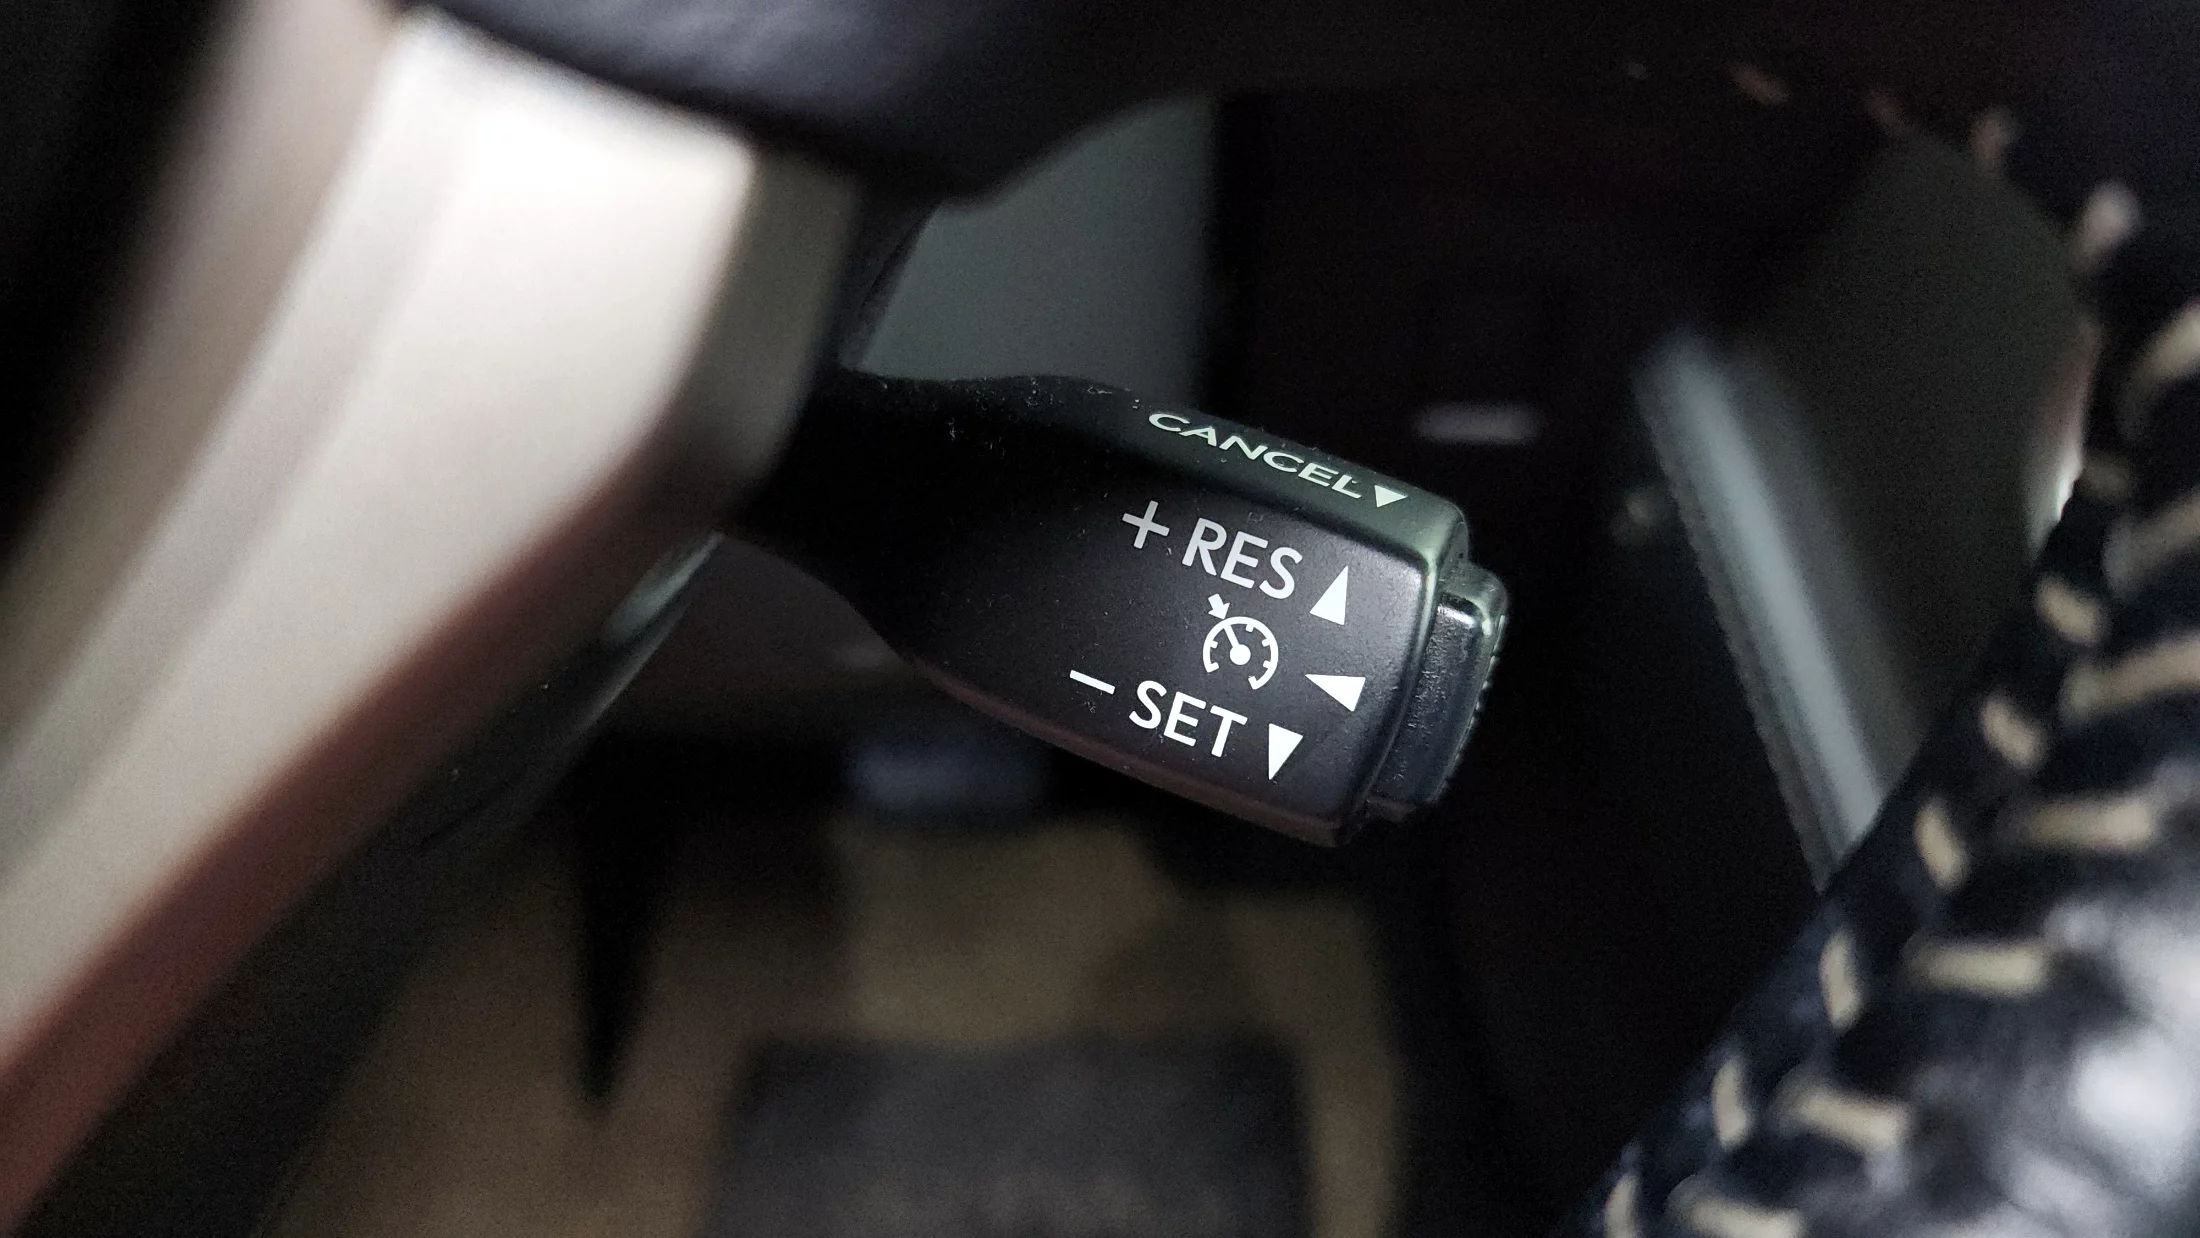 CANCEL▼
+ RES ▲
◀
− SET ▼